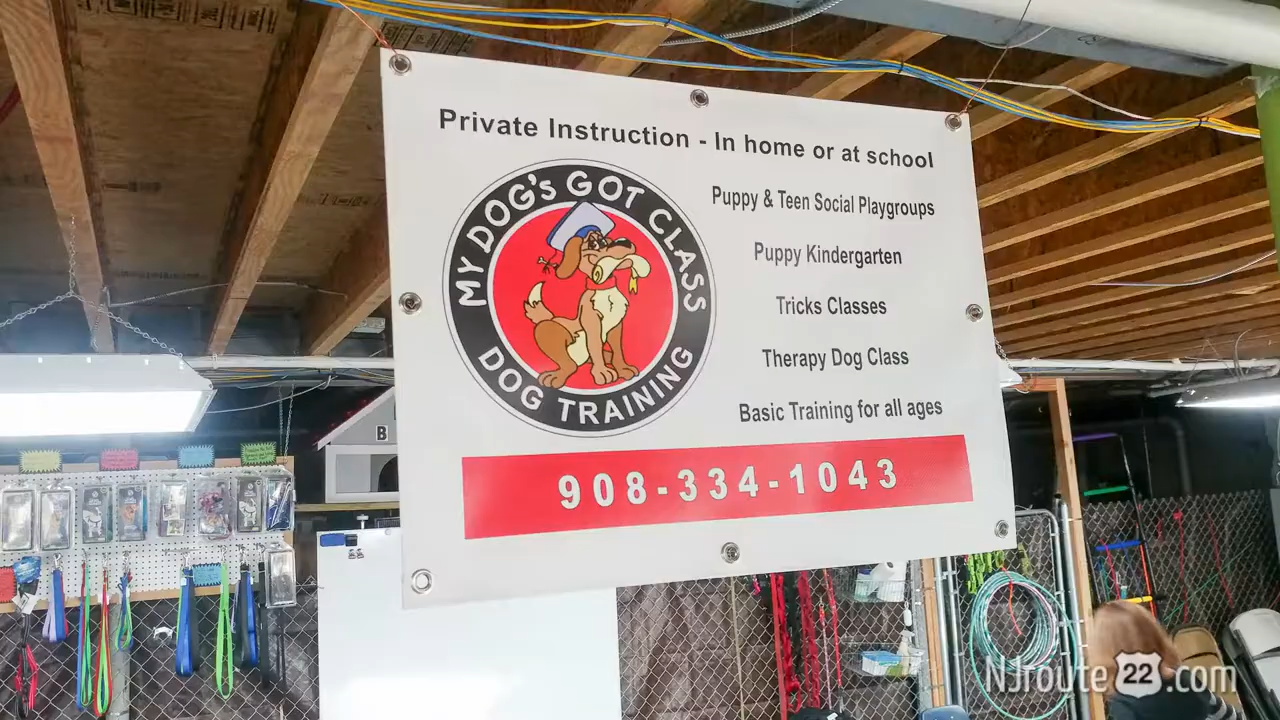 Private Instruction - In home or at school
MY DOG's GOT CLASS
DOG TRAINING
Puppy & Teen Social Playgroups
Puppy Kindergarten
Tricks Classes
Therapy Dog Class
Basic Training for all ages
908-334-1043
B
NJroute22.com